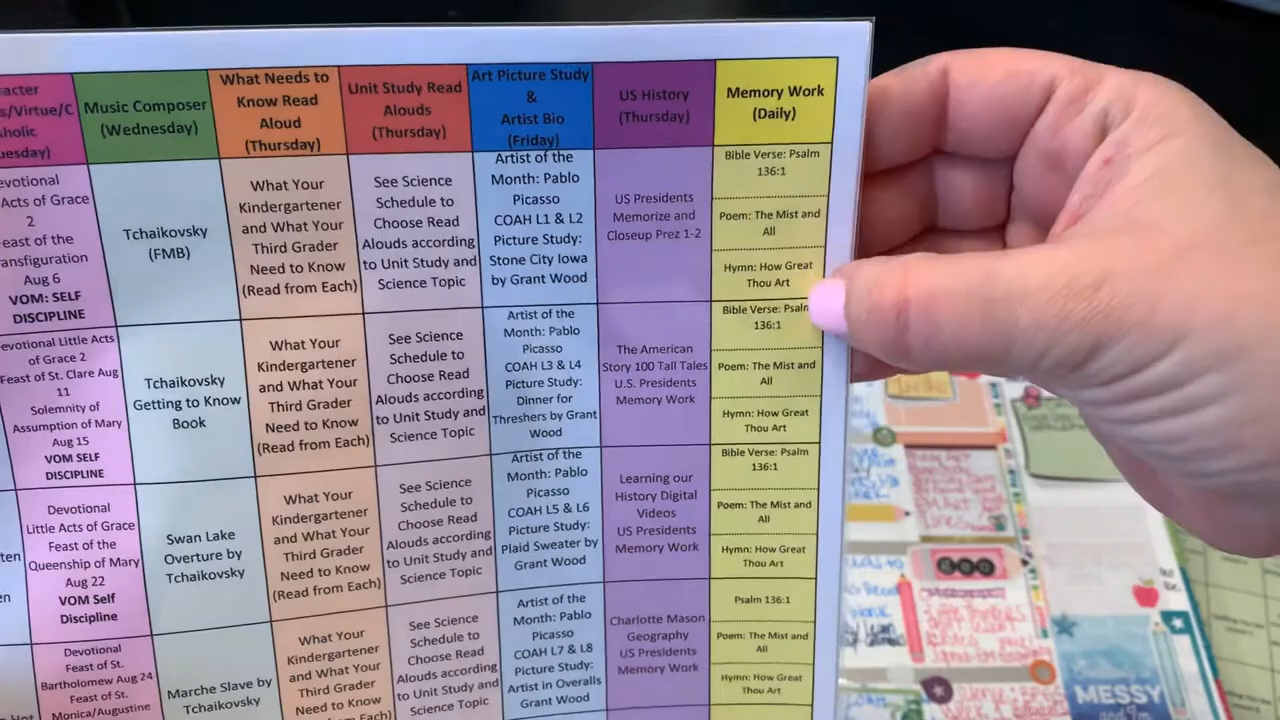 Music Composer
(Wednesday)
What Needs to
Know Read
Aloud
(Thursday)
Unit Study Read
Alouds
(Thursday)
Art Picture Study
&
Artist Bio
(Friday)
US History
(Thursday)
Memory Work
(Daily)
Acts of Grace
2
Aug 6
VOM: SELF
DISCIPLINE
Tchaikovsky
(FMB)
What Your
Kindergartener
and What Your
Third Grader
Need to Know
(Read from Each)
See Science
Schedule to
Choose Read
Alouds according
to Unit Study and
Science Topic
Artist of the
Month: Pablo
Picasso
COAH L1 & L2
Picture Study:
Stone City Iowa
by Grant Wood
US Presidents
Memorize and
Closeup Prez 1-2
Bible Verse: Psalm
136:1
Poem: The Mist and
All
Hymn: How Great
Thou Art
Little Acts
of Grace 2
Feast of St. Clare Aug
11
Solemnity of
Assumption of Mary
Aug 15
VOM SELF
DISCIPLINE
Tchaikovsky
Getting to Know
Book
What Your
Kindergartener
and What Your
Third Grader
Need to Know
(Read from Each)
See Science
Schedule to
Choose Read
Alouds according
to Unit Study and
Science Topic
Artist of the
Month: Pablo
Picasso
COAH L3 & L4
Picture Study:
Dinner for
Threshers by Grant
Wood
The American
Story 100 Tall Tales
U.S. Presidents
Memory Work
Bible Verse: Psalm
136:1
Poem: The Mist and
All
Hymn: How Great
Thou Art
Devotional
Little Acts of Grace
Feast of the
Queenship of Mary
Aug 22
VOM Self
Discipline
Swan Lake
Overture by
Tchaikovsky
What Your
Kindergartener
and What Your
Third Grader
Need to Know
(Read from Each)
See Science
Schedule to
Choose Read
Alouds according
to Unit Study and
Science Topic
Artist of the
Month: Pablo
Picasso
COAH L5 & L6
Picture Study:
Plaid Sweater by
Grant Wood
Learning our
History Digital
Videos
US Presidents
Memory Work
Bible Verse: Psalm
136:1
Poem: The Mist and
All
Hymn: How Great
Thou Art
Devotional
Feast of St.
Bartholomew Aug 24
Feast of St.
Monica/Augustine
Marche Slave by
Tchaikovsky
What Your
Kindergartener
and What Your
Third Grader
Need to Know
from Each)
See Science
Schedule to
Choose Read
Alouds according
to Unit Study and
Science Topic
Artist of the
Month: Pablo
Picasso
COAH L7 & L8
Picture Study:
Artist in Overalls
Grant Wood
Charlotte Mason
Geography
US Presidents
Memory Work
Psalm 136:1
Poem: The Mist and
All
Hymn: How Great
Thou Art
MESSY